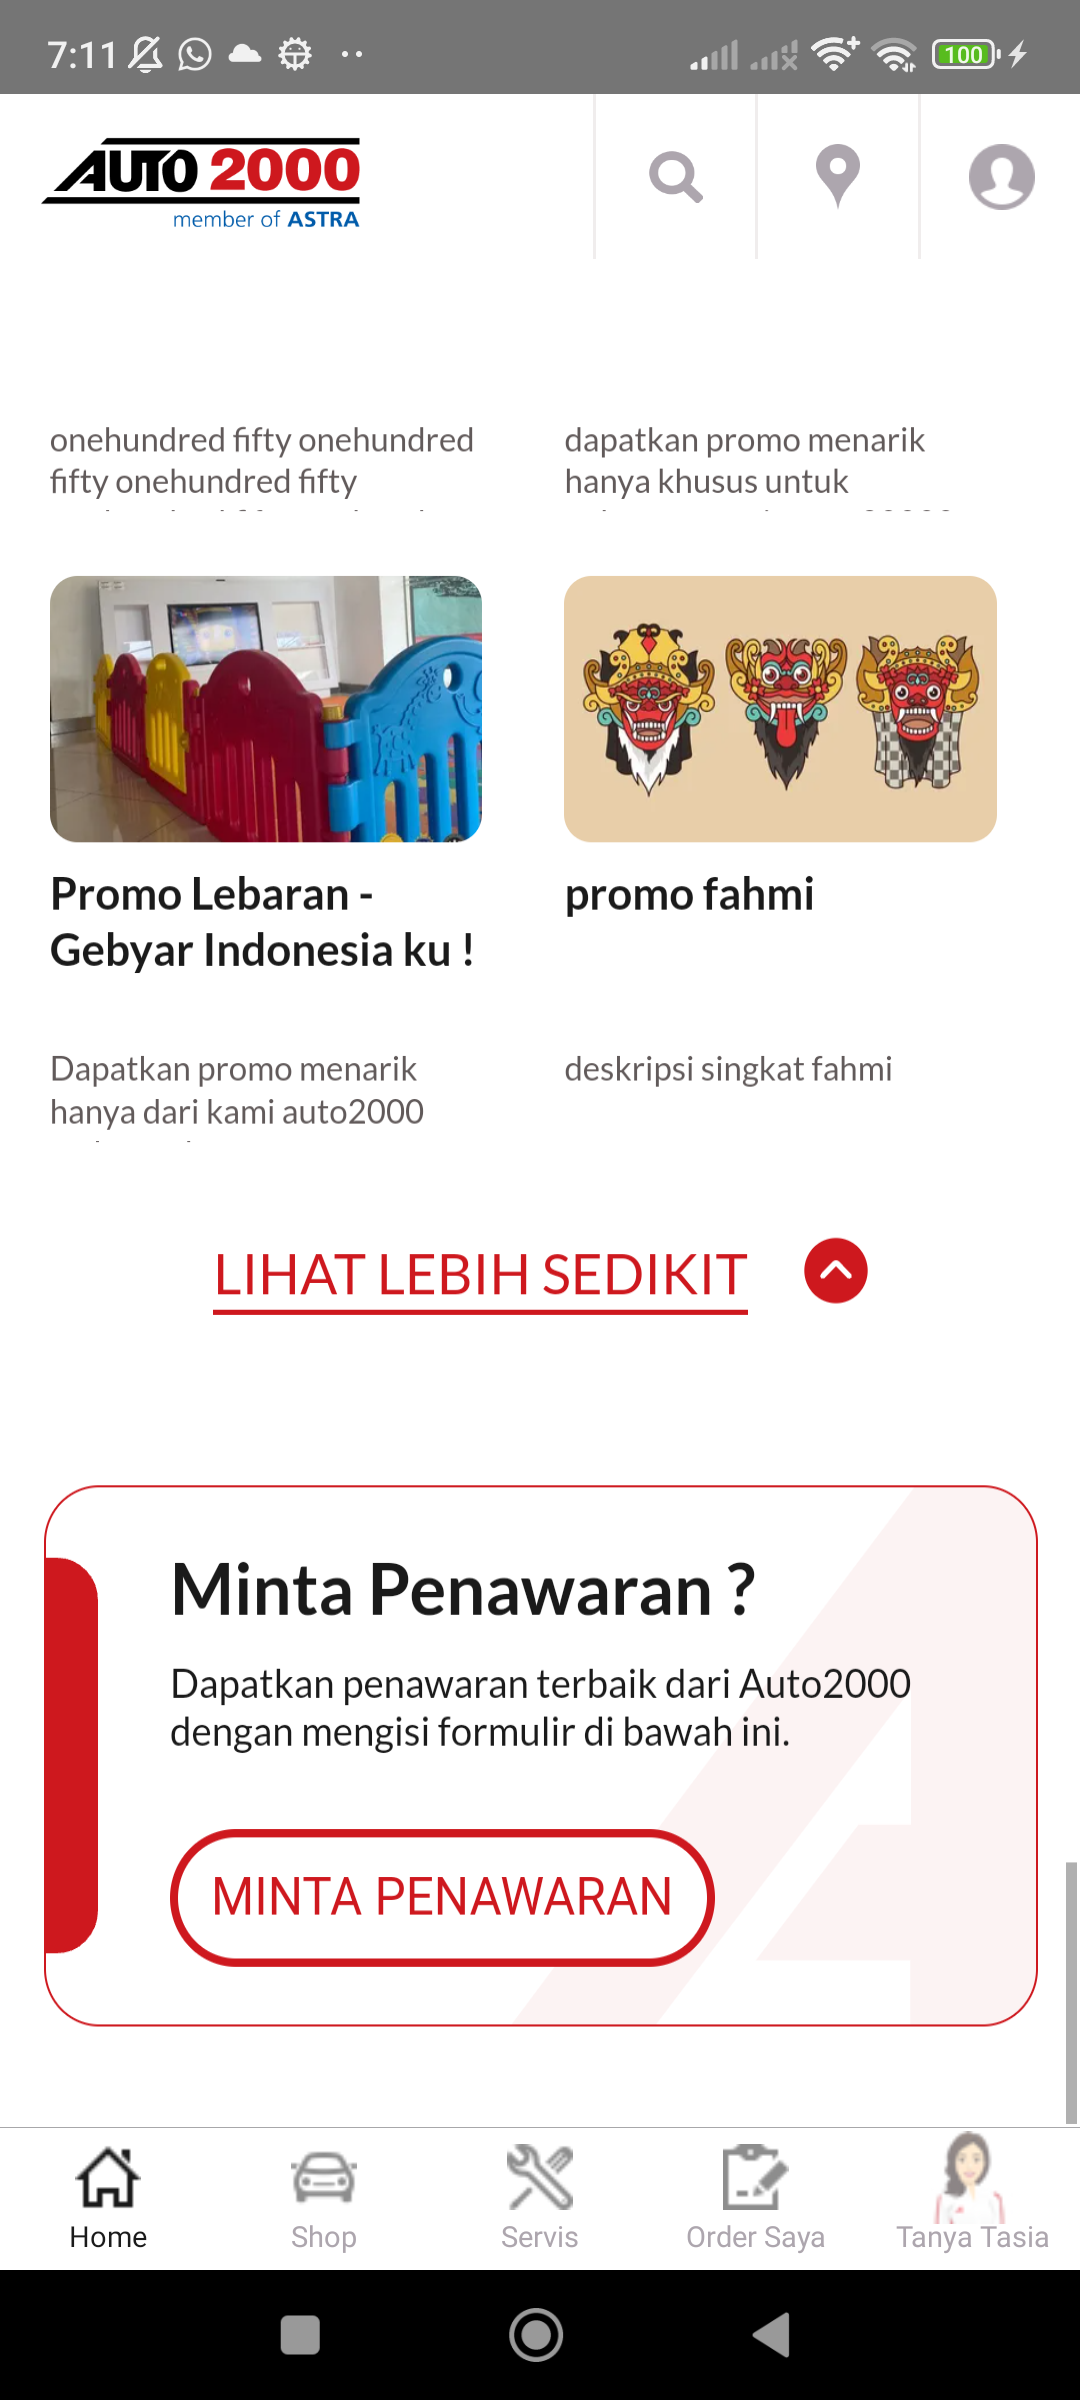 7:11
100
AUTO 2000
member of ASTRA
onehundred fifty onehundred
fifty onehundred fifty
dapatkan promo menarik
hanya khusus untuk
Promo Lebaran -
Gebyar Indonesia ku !
promo fahmi
Dapatkan promo menarik
hanya dari kami auto2000
deskripsi singkat fahmi
LIHAT LEBIH SEDIKIT
Minta Penawaran ?
Dapatkan penawaran terbaik dari Auto2000
dengan mengisi formulir di bawah ini.
MINTA PENAWARAN
Home
Shop
Servis
Order Saya
Tanya Tasia